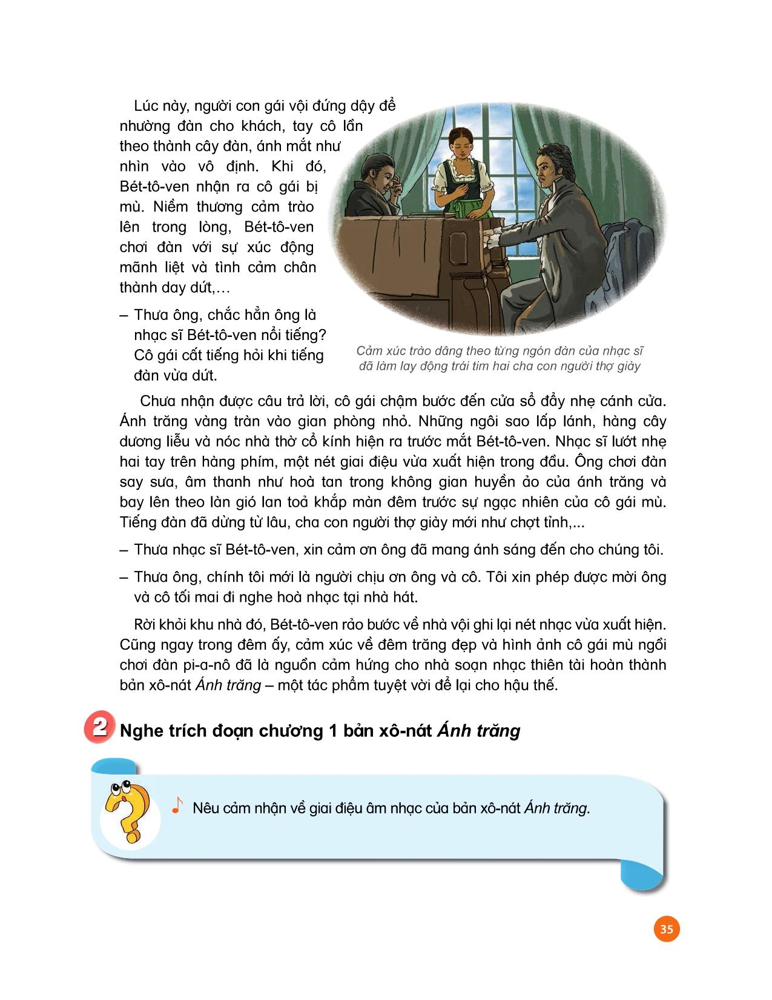 Lúc này, người con gái vội đứng dậy để
nhường đàn cho khách, tay cô lần
theo thành cây đàn, ánh mắt như
nhìn vào vô định. Khi đó,
Bét-tô-ven nhận ra cô gái bị
mù. Niềm thương cảm trào
lên trong lòng, Bét-tô-ven
chơi đàn với sự xúc động
mãnh liệt và tình cảm chân
thành day dứt,...
– Thưa ông, chắc hẳn ông là
nhạc sĩ Bét-tô-ven nổi tiếng?
Cô gái cất tiếng hỏi khi tiếng
đàn vừa dứt.
Cảm xúc trào dâng theo từng ngón đàn của nhạc sĩ
đã làm lay động trái tim hai cha con người thợ giày
Chưa nhận được câu trả lời, cô gái chậm bước đến cửa sổ đẩy nhẹ cánh cửa.
Ánh trăng vàng tràn vào gian phòng nhỏ. Những ngôi sao lấp lánh, hàng cây
dương liễu và nóc nhà thờ cổ kính hiện ra trước mắt Bét-tô-ven. Nhạc sĩ lướt nhẹ
hai tay trên hàng phím, một nét giai điệu vừa xuất hiện trong đầu. Ông chơi đàn
say sưa, âm thanh như hoà tan trong không gian huyền ảo của ánh trăng và
bay lên theo làn gió lan toả khắp màn đêm trước sự ngạc nhiên của cô gái mù.
Tiếng đàn đã dừng từ lâu, cha con người thợ giày mới như chợt tỉnh,...
– Thưa nhạc sĩ Bét-tô-ven, xin cảm ơn ông đã mang ánh sáng đến cho chúng tôi.
– Thưa ông, chính tôi mới là người chịu ơn ông và cô. Tôi xin phép được mời ông
và cô tối mai đi nghe hoà nhạc tại nhà hát.
Rời khỏi khu nhà đó, Bét-tô-ven rảo bước về nhà vội ghi lại nét nhạc vừa xuất hiện.
Cũng ngay trong đêm ấy, cảm xúc về đêm trăng đẹp và hình ảnh cô gái mù ngồi
chơi đàn pi-a-nô đã là nguồn cảm hứng cho nhà soạn nhạc thiên tài hoàn thành
bản xô-nát Ánh trăng – một tác phẩm tuyệt vời để lại cho hậu thế.
2 Nghe trích đoạn chương 1 bản xô-nát Ánh trăng
Nêu cảm nhận về giai điệu âm nhạc của bản xô-nát Ánh trăng.
35